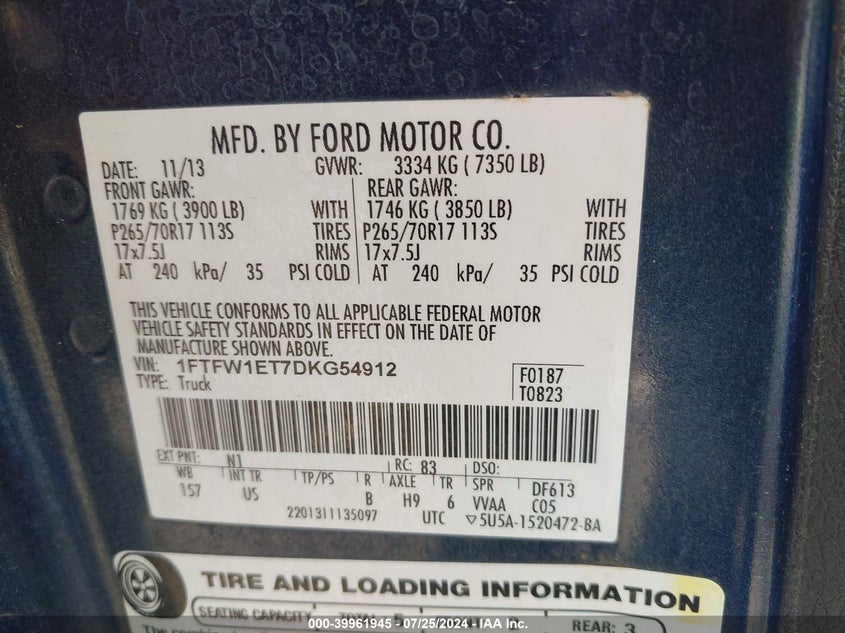 MFD. BY FORD MOTOR CO.
DATE: 11/13 GVWR: 3334 KG ( 7350 LB)
FRONT GAWR: REAR GAWR:
1769 KG ( 3900 LB) WITH 1746 KG ( 3850 LB) WITH
P265/70R17 113S TIRES P265/70R17 113S TIRES
17x7.5J RIMS 17x7.5J RIMS
AT 240 kPa/ 35 PSI COLD AT 240 kPa/ 35 PSI COLD
THIS VEHICLE CONFORMS TO ALL APPLICABLE FEDERAL MOTOR
VEHICLE SAFETY STANDARDS IN EFFECT ON THE DATE OF
MANUFACTURE SHOWN ABOVE.
VIN: 1FTFW1ET7DKG54912 F0187
TYPE: Truck T0823
EXT PNT: N1 RC: 83 DSO:
WB INT TR TP/PS R AXLE TR SPR DF613
157 US B H9 6 VVAA C05
2201311135097 UTC ▽5U5A-1520472-BA
TIRE AND LOADING INFORMATION
SEATING CAPACITY TOTAL 5 REAR: 3
The
000-39961945 - 07/25/2024 - IAA, Inc.